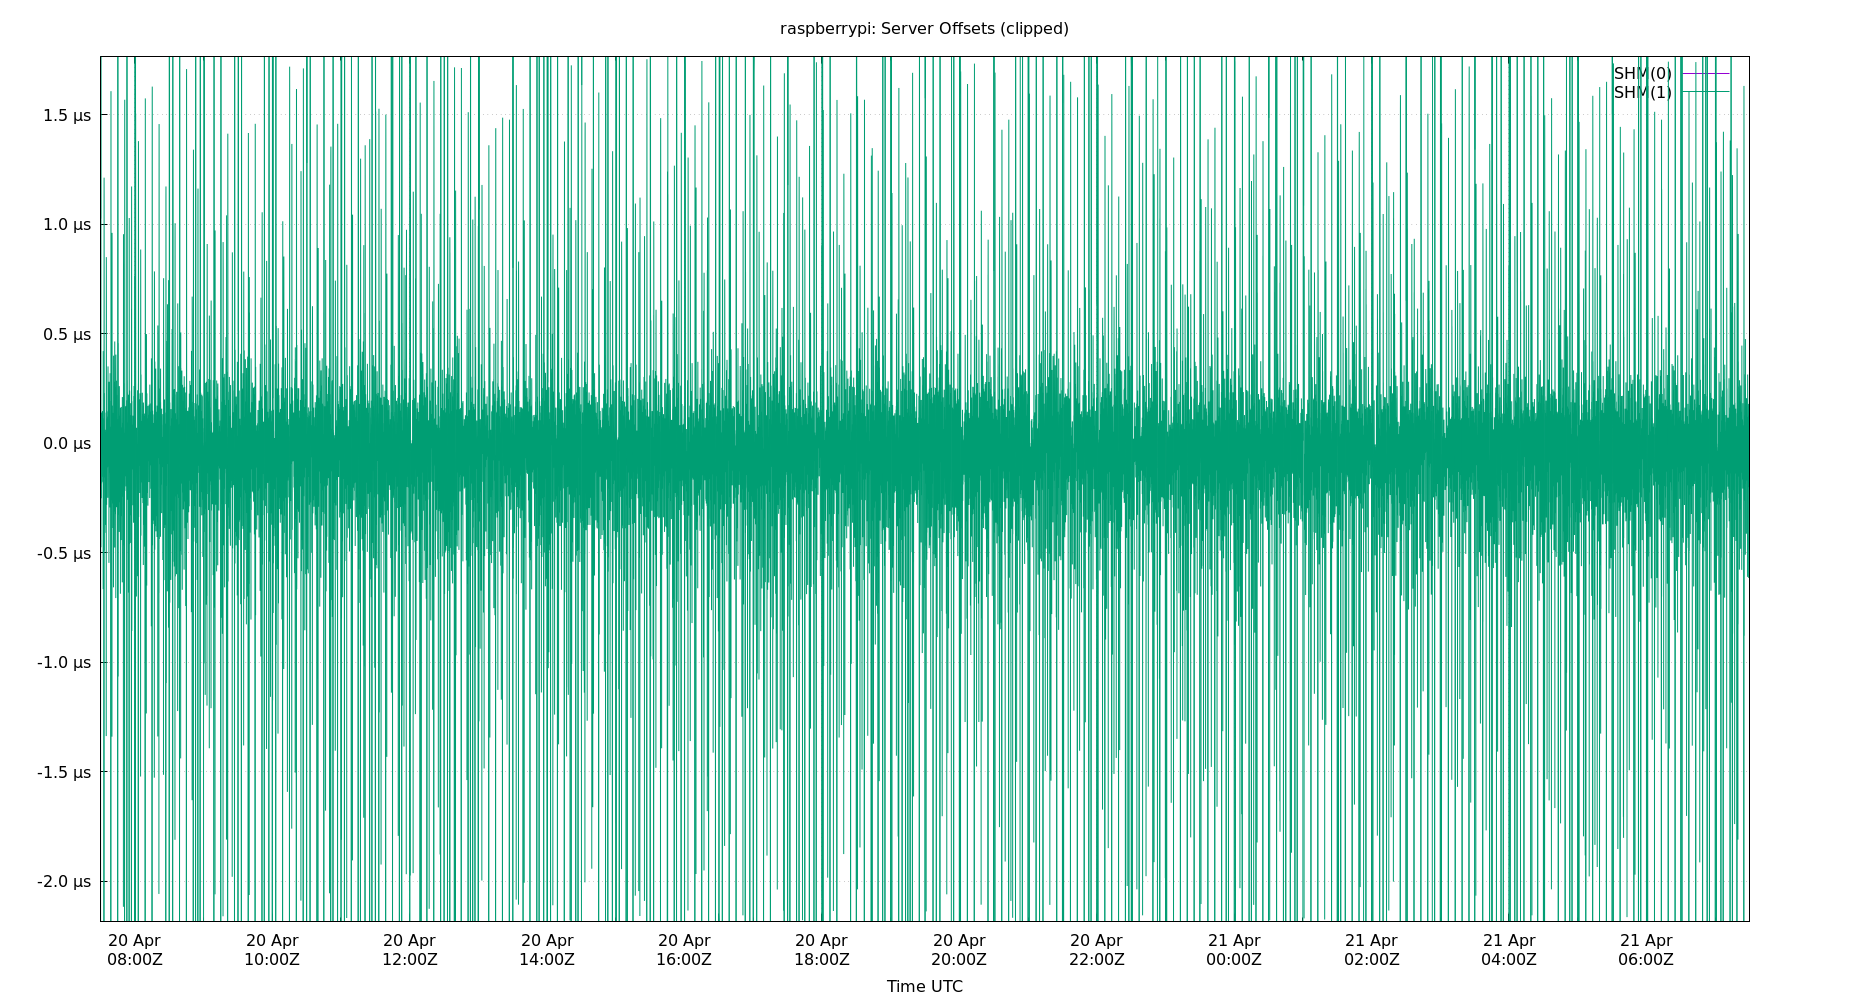 raspberrypi: Server Offsets (clipped)
SHM(0)
SHM(1)
1.5 µs
1.0 µs
0.5 µs
0.0 µs
-0.5 µs
-1.0 µs
-1.5 µs
-2.0 µs
20 Apr 20 Apr 20 Apr 20 Apr 20 Apr 20 Apr 20 Apr 20 Apr 21 Apr 21 Apr 21 Apr 21 Apr
08:00Z 10:00Z 12:00Z 14:00Z 16:00Z 18:00Z 20:00Z 22:00Z 00:00Z 02:00Z 04:00Z 06:00Z
Time UTC